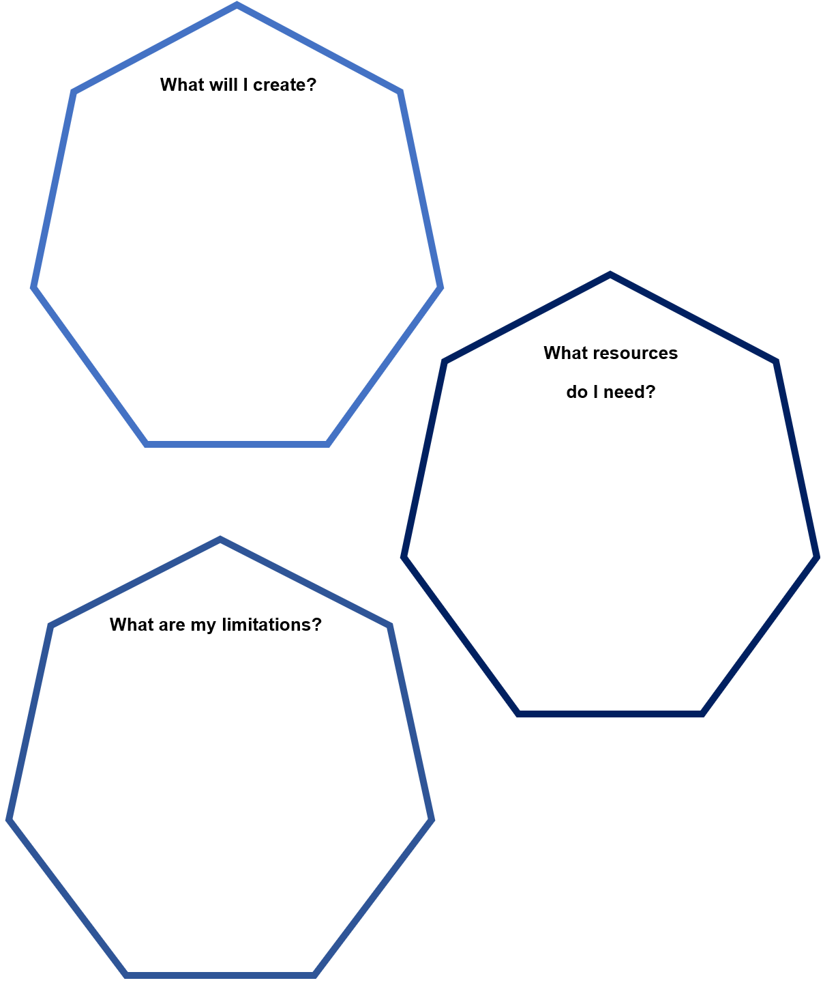 What will I create?
What resources
do I need?
What are my limitations?